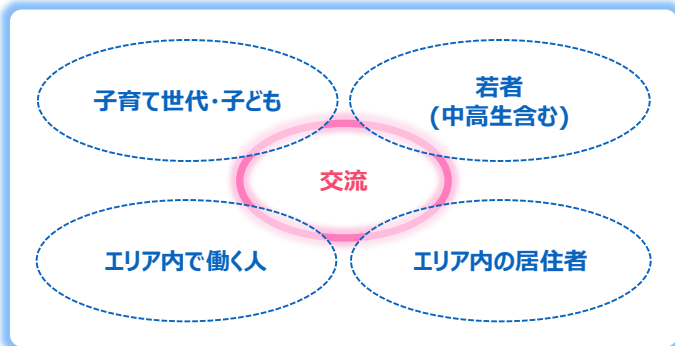 子育て世代・子ども
若者
(中高生含む)
交流
エリア内で働く人
エリア内の居住者